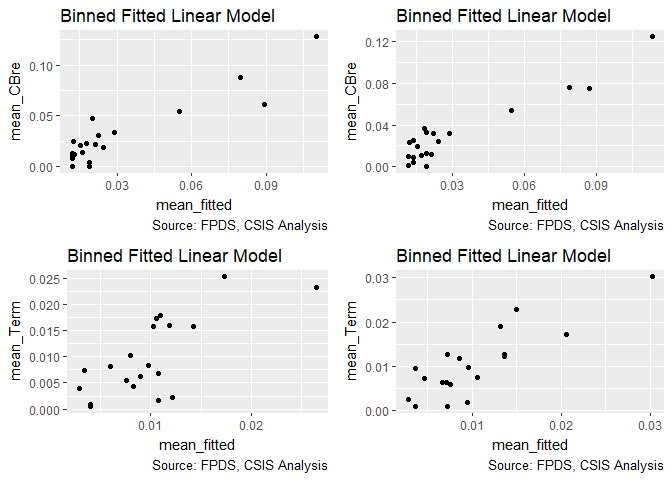 Binned Fitted Linear Model
mean_CBre
0.10
0.05
0.00
0.03
0.06
0.09
mean_fitted
Source: FPDS, CSIS Analysis
Binned Fitted Linear Model
mean_CBre
0.12
0.08
0.04
0.00
0.03
0.06
0.09
mean_fitted
Source: FPDS, CSIS Analysis
Binned Fitted Linear Model
mean_Term
0.025
0.020
0.015
0.010
0.005
0.000
0.01
0.02
mean_fitted
Source: FPDS, CSIS Analysis
Binned Fitted Linear Model
mean_Term
0.03
0.02
0.01
0.00
0.01
0.02
0.03
mean_fitted
Source: FPDS, CSIS Analysis